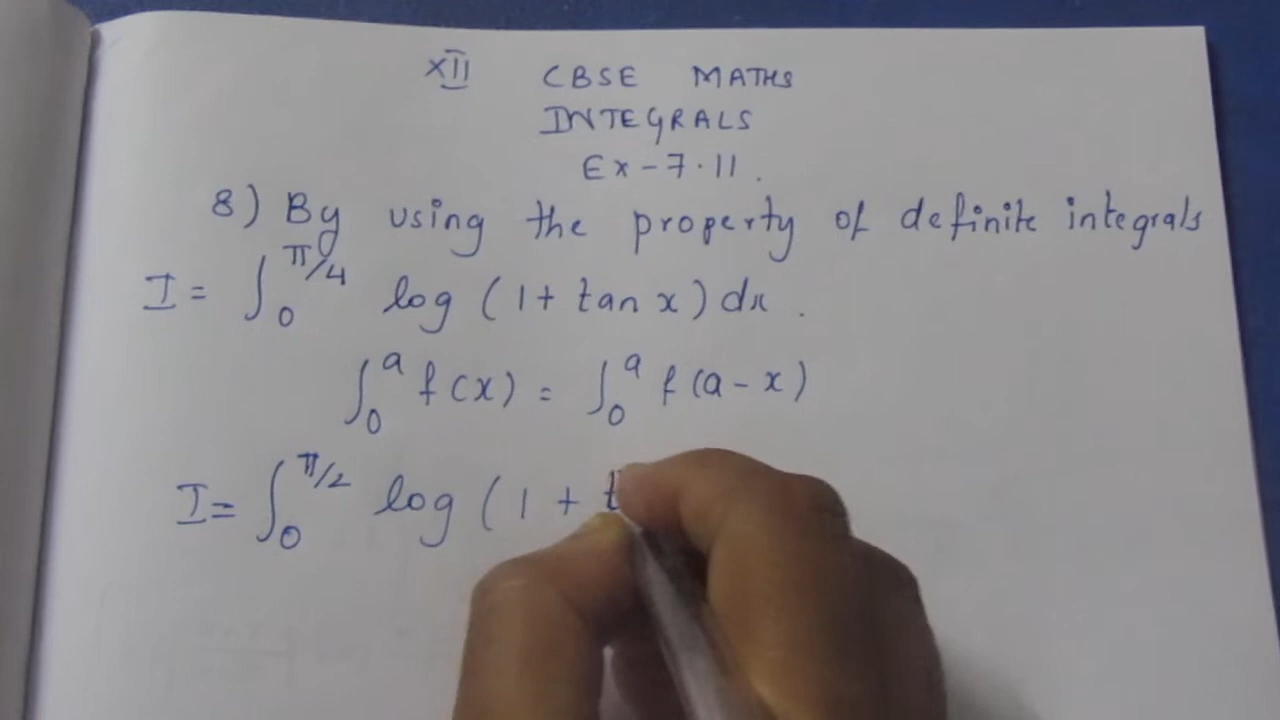 XII CBSE MATHS
INTEGRALS
Ex-7.11.
8) By using the property of definite integrals
I = ∫₀^π/4 log (1 + tan x) dx.
∫₀^a f(x) = ∫₀^a f(a - x)
I = ∫₀^π/2 log (1 + t